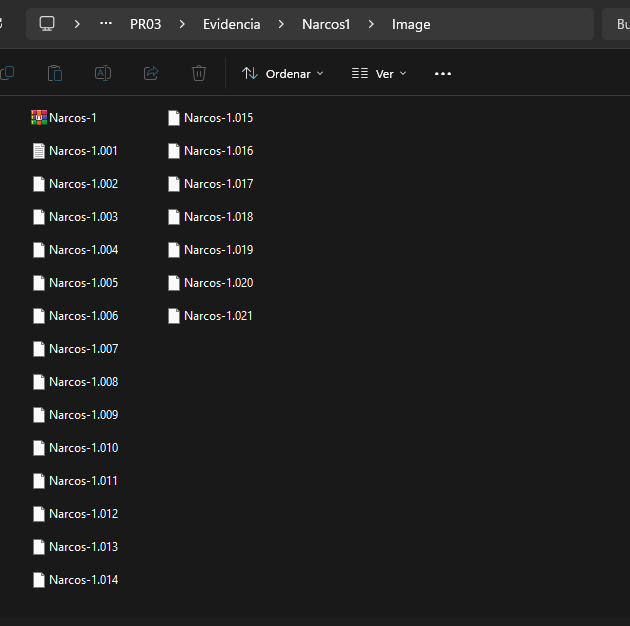 PR03 > Evidencia > Narcos1 > Image
Bu
Ordenar
Ver
Narcos-1
Narcos-1.001
Narcos-1.002
Narcos-1.003
Narcos-1.004
Narcos-1.005
Narcos-1.006
Narcos-1.007
Narcos-1.008
Narcos-1.009
Narcos-1.010
Narcos-1.011
Narcos-1.012
Narcos-1.013
Narcos-1.014
Narcos-1.015
Narcos-1.016
Narcos-1.017
Narcos-1.018
Narcos-1.019
Narcos-1.020
Narcos-1.021